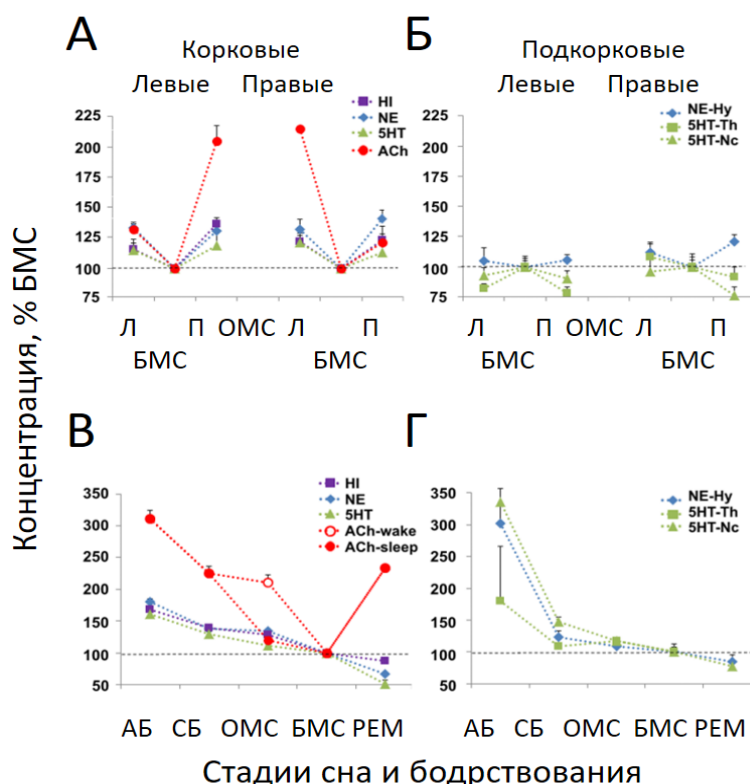 А
Корковые
Левые Правые
HI
NE
5HT
ACh
225
200
175
150
125
100
75
Л П ОМС Л П
БМС БМС
Б
Подкорковые
Левые Правые
NE-Hy
5HT-Th
5HT-Nc
225
200
175
150
125
100
75
Л П ОМС Л П
БМС БМС
Концентрация, % БМС
В
HI
NE
5HT
ACh-wake
ACh-sleep
350
300
250
200
150
100
50
АБ СБ ОМС БМС РЕМ
Г
NE-Hy
5HT-Th
5HT-Nc
350
300
250
200
150
100
50
АБ СБ ОМС БМС РЕМ
Стадии сна и бодрствования